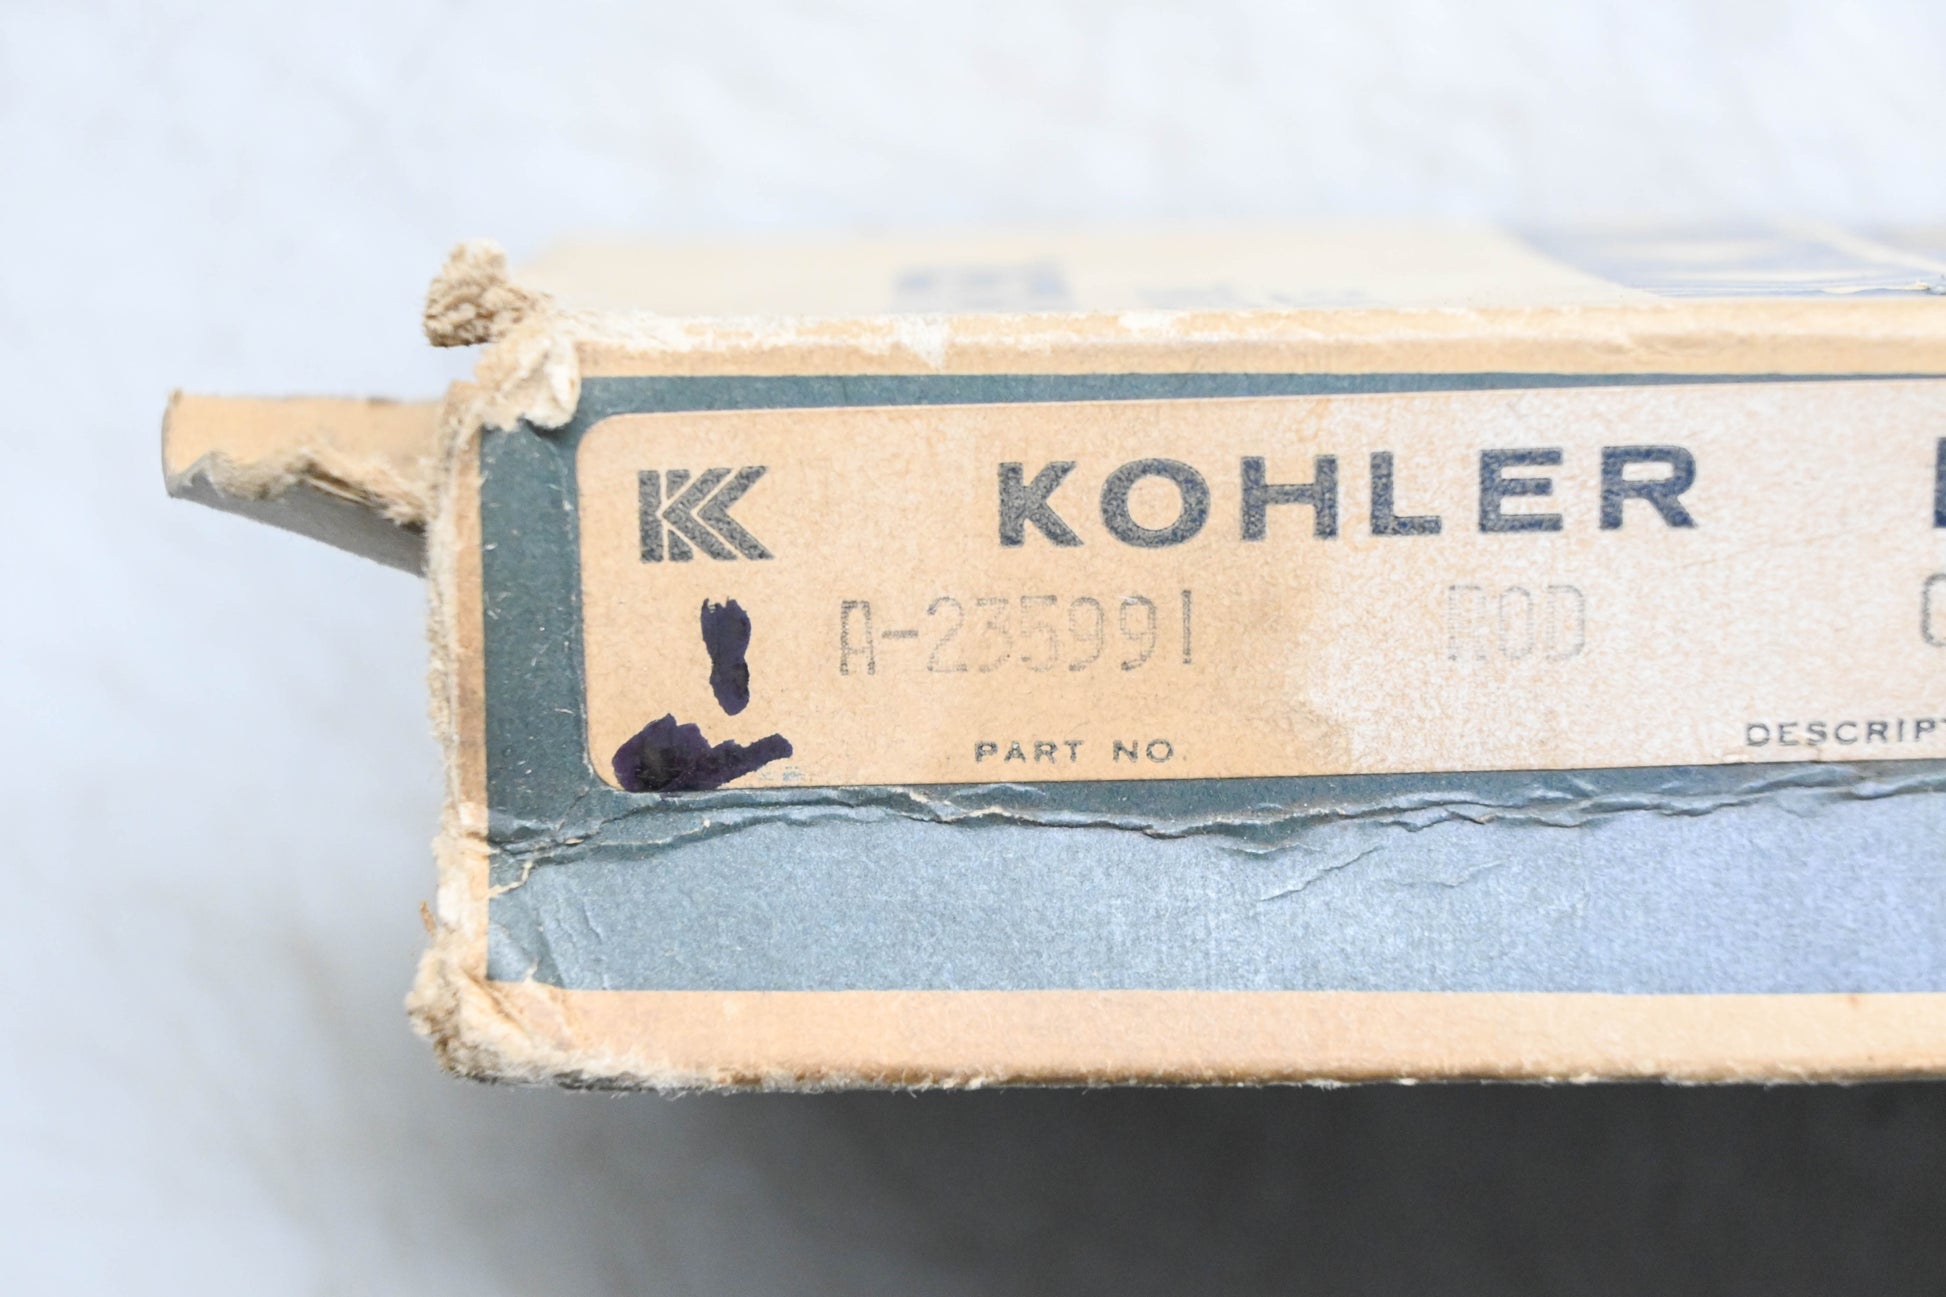 KOHLER
A-235991 ROD
PART NO.